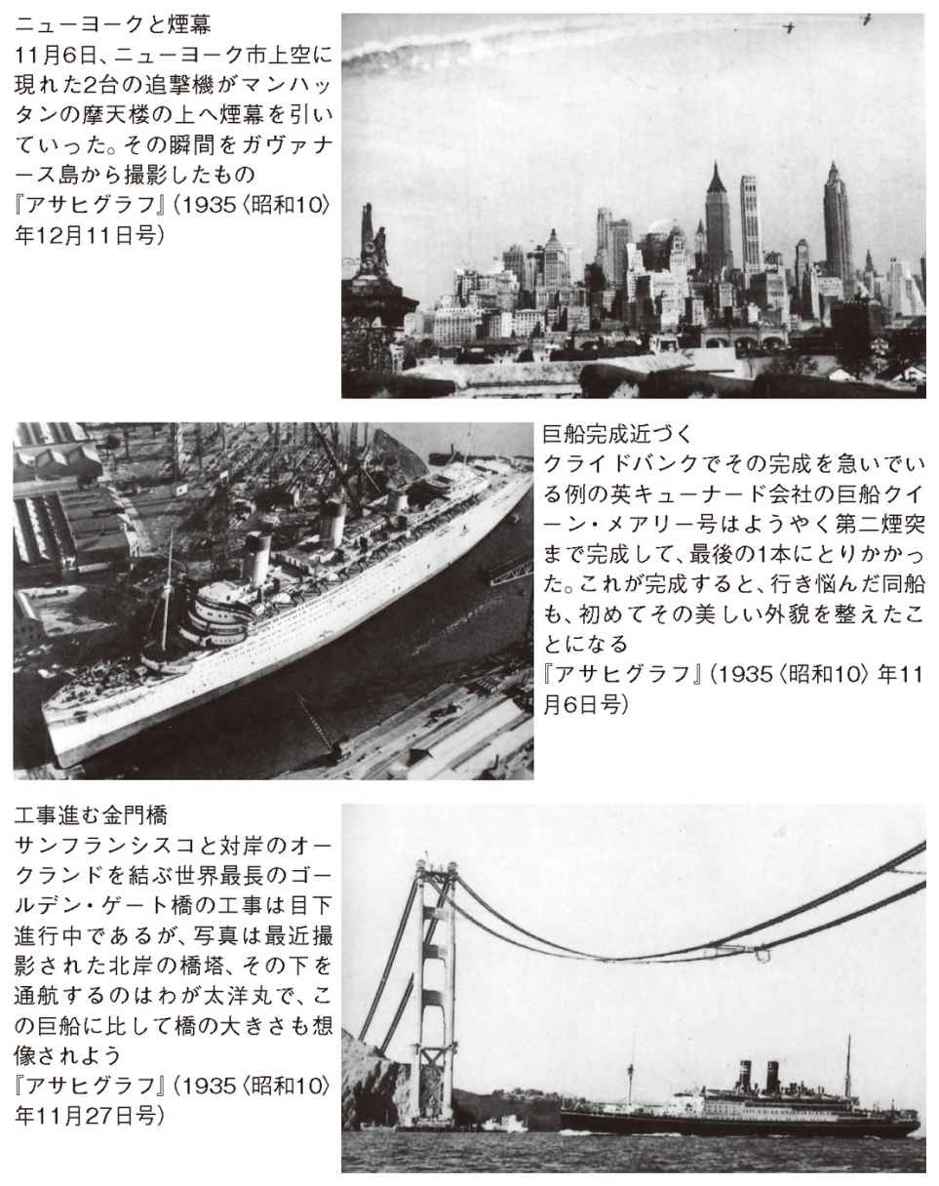 ニューヨークと煙幕
11月6日、ニューヨーク市上空に
現れた2台の追撃機がマンハッ
タンの摩天楼の上へ煙幕を引い
ていった。その瞬間をガヴァナ
ース島から撮影したもの
『アサヒグラフ』（1935〈昭和10〉
年12月11日号）
巨船完成近づく
クライドバンクでその完成を急いでい
る例の英キューナード会社の巨船クイ
ーン・メアリー号はようやく第二煙突
まで完成して、最後の1本にとりかかっ
た。これが完成すると、行き悩んだ同船
も、初めてその美しい外貌を整えたこ
とになる
『アサヒグラフ』（1935〈昭和10〉年11
月6日号）
工事進む金門橋
サンフランシスコと対岸のオー
クランドを結ぶ世界最長のゴー
ルデン・ゲート橋の工事は目下
進行中であるが、写真は最近撮
影された北岸の橋塔、その下を
通航するのはわが太洋丸で、こ
の巨船に比して橋の大きさも想
像されよう
『アサヒグラフ』（1935〈昭和10〉
年11月27日号）